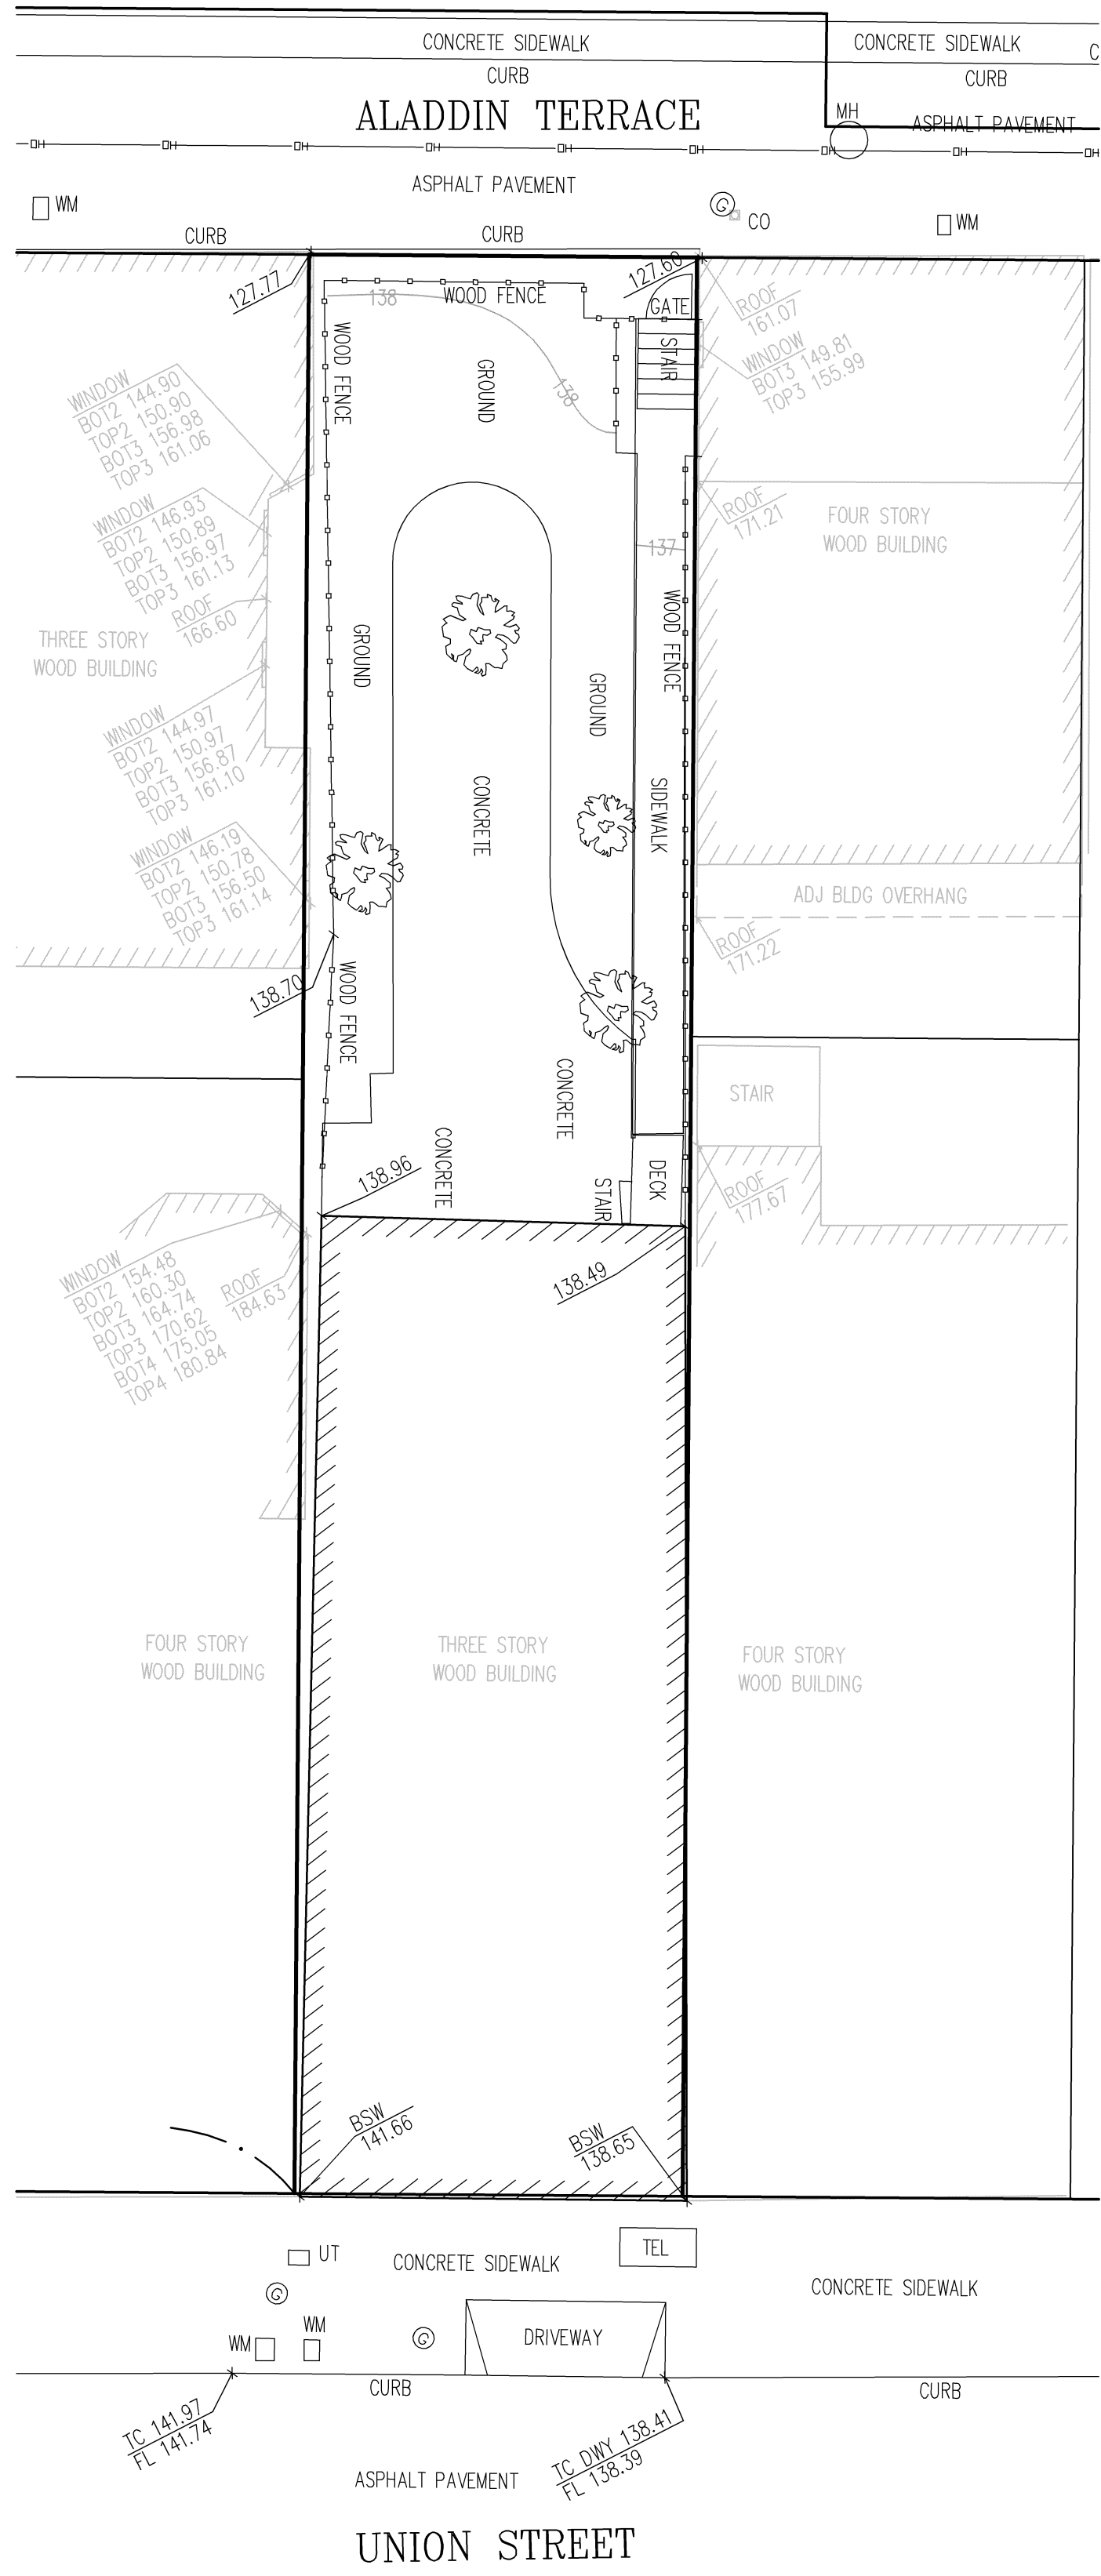 CONCRETE SIDEWALK
CONCRETE SIDEWALK
C
CURB
CURB
ALADDIN TERRACE
MH
ASPHALT PAVEMENT
OH
OH
OH
OH
OH
OH
OH
OH
OH
ASPHALT PAVEMENT
WM
G
CO
WM
CURB
CURB
127.77
138
WOOD FENCE
127.60
GATE
ROOF
161.07
WOOD FENCE
GROUND
138
STAIR
WINDOW
BOT3 149.81
TOP3 155.99
WINDOW
BOT2 144.90
TOP2 150.90
BOT3 156.98
TOP3 161.06
WINDOW
BOT2 146.93
TOP2 150.89
BOT3 156.97
TOP3 161.13
ROOF
171.21
FOUR STORY
WOOD BUILDING
137
ROOF
166.60
THREE STORY
WOOD BUILDING
GROUND
GROUND
WOOD FENCE
WINDOW
BOT2 144.97
TOP2 150.97
BOT3 156.87
TOP3 161.10
CONCRETE
SIDEWALK
WINDOW
BOT2 146.19
TOP2 150.78
BOT3 156.50
TOP3 161.14
ADJ BLDG OVERHANG
ROOF
171.22
138.70
WOOD FENCE
CONCRETE
STAIR
138.96
CONCRETE
STAIR
DECK
ROOF
177.67
WINDOW
BOT2 154.48
TOP2 160.30
BOT3 164.74
TOP3 170.62
BOT4 175.05
TOP4 180.84
ROOF
184.63
138.49
FOUR STORY
WOOD BUILDING
THREE STORY
WOOD BUILDING
FOUR STORY
WOOD BUILDING
BSW
141.66
BSW
138.65
UT
CONCRETE SIDEWALK
TEL
CONCRETE SIDEWALK
G
WM
WM
G
DRIVEWAY
CURB
CURB
TC 141.97
FL 141.74
TC DWY 138.41
FL 138.39
ASPHALT PAVEMENT
UNION STREET